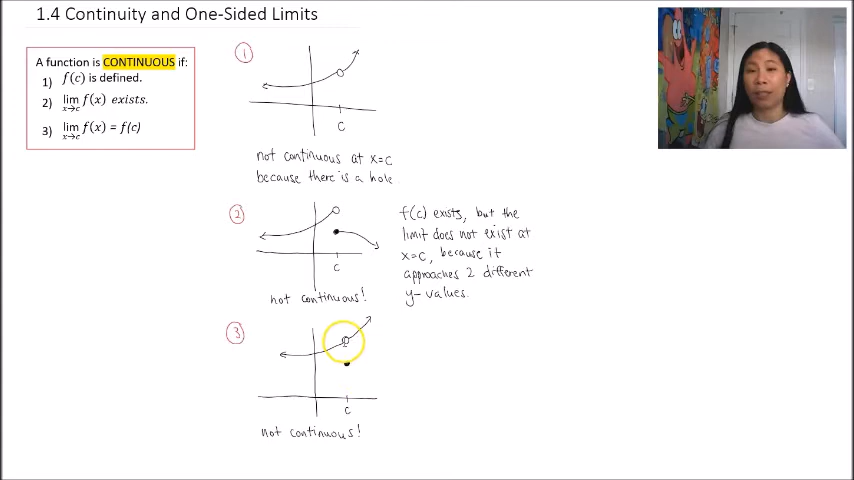 1.4 Continuity and One-Sided Limits
A function is CONTINUOUS if:
1) f(c) is defined.
2) lim x→c f(x) exists.
3) lim x→c f(x) = f(c)
1
C
not continuous at x=c
because there is a hole.
2
C
not continuous!
f(c) exists, but the
limit does not exist at
x=c, because it
approaches 2 different
y-values.
3
C
not continuous!